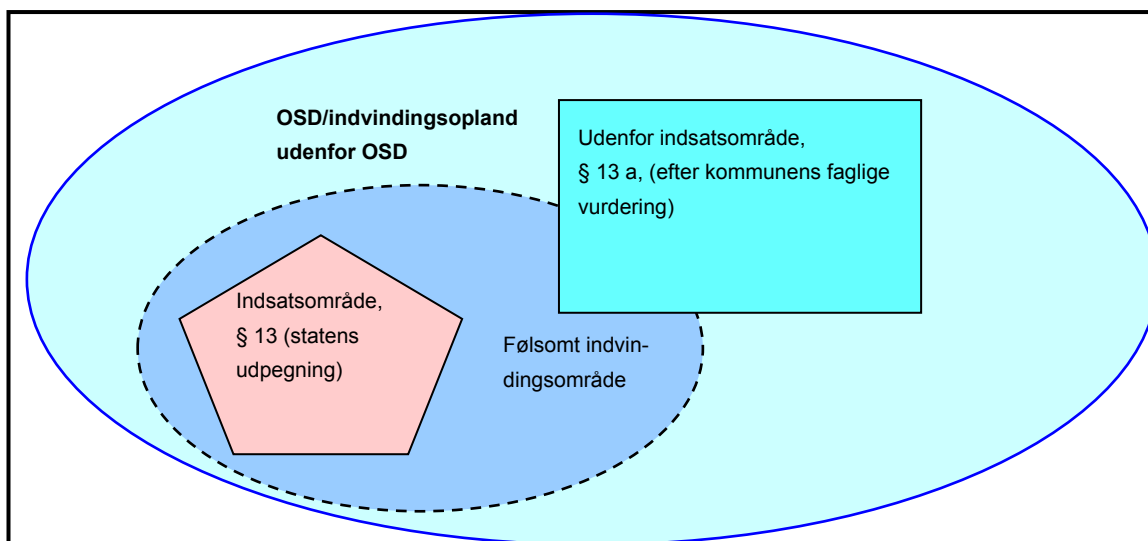 OSD/indvindingsopland
udenfor OSD
Udenfor indsatsområde,
§ 13 a, (efter kommunens faglige
vurdering)
Indsatsområde,
§ 13 (statens
udpegning)
Følsomt indvin-
dingsområde